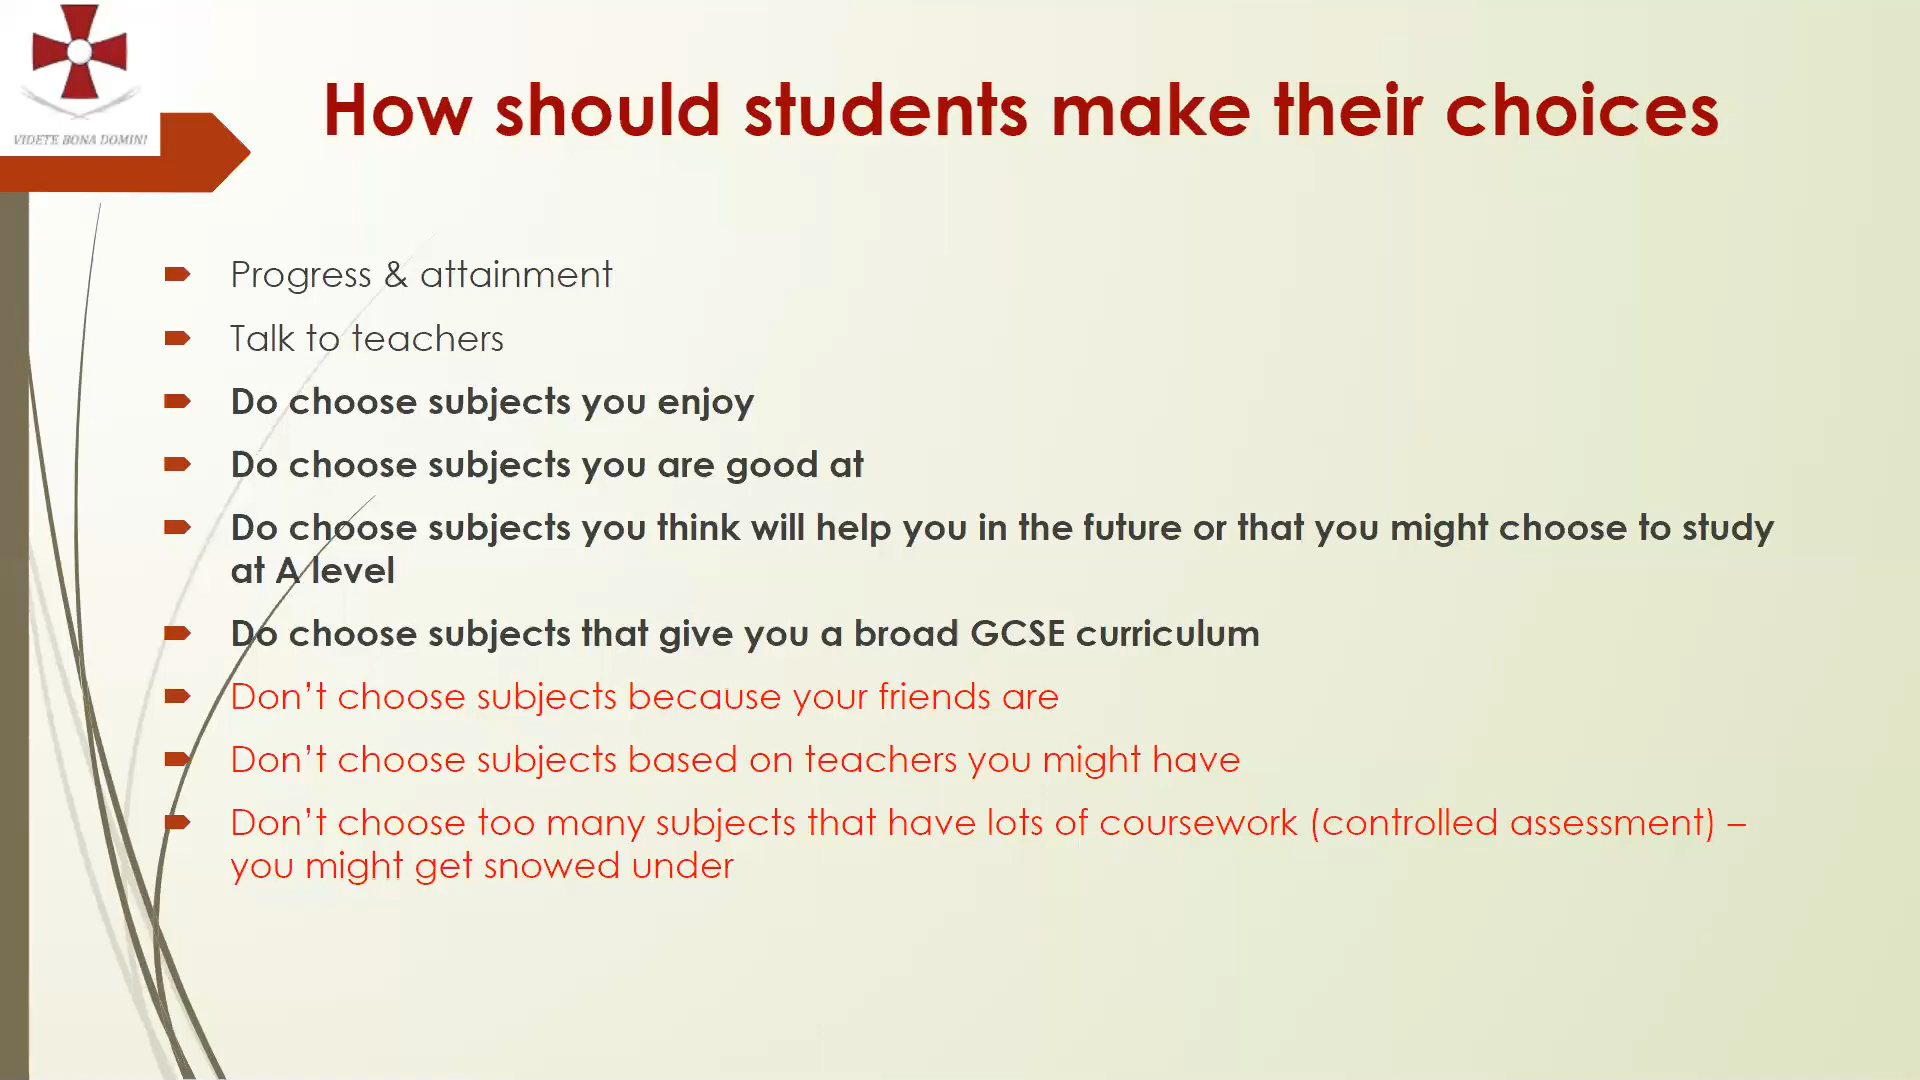 VIDETE BONA DOMINI
How should students make their choices
Progress & attainment
Talk to teachers
Do choose subjects you enjoy
Do choose subjects you are good at
Do choose subjects you think will help you in the future or that you might choose to study
at A level
Do choose subjects that give you a broad GCSE curriculum
Don’t choose subjects because your friends are
Don’t choose subjects based on teachers you might have
Don’t choose too many subjects that have lots of coursework (controlled assessment) –
you might get snowed under